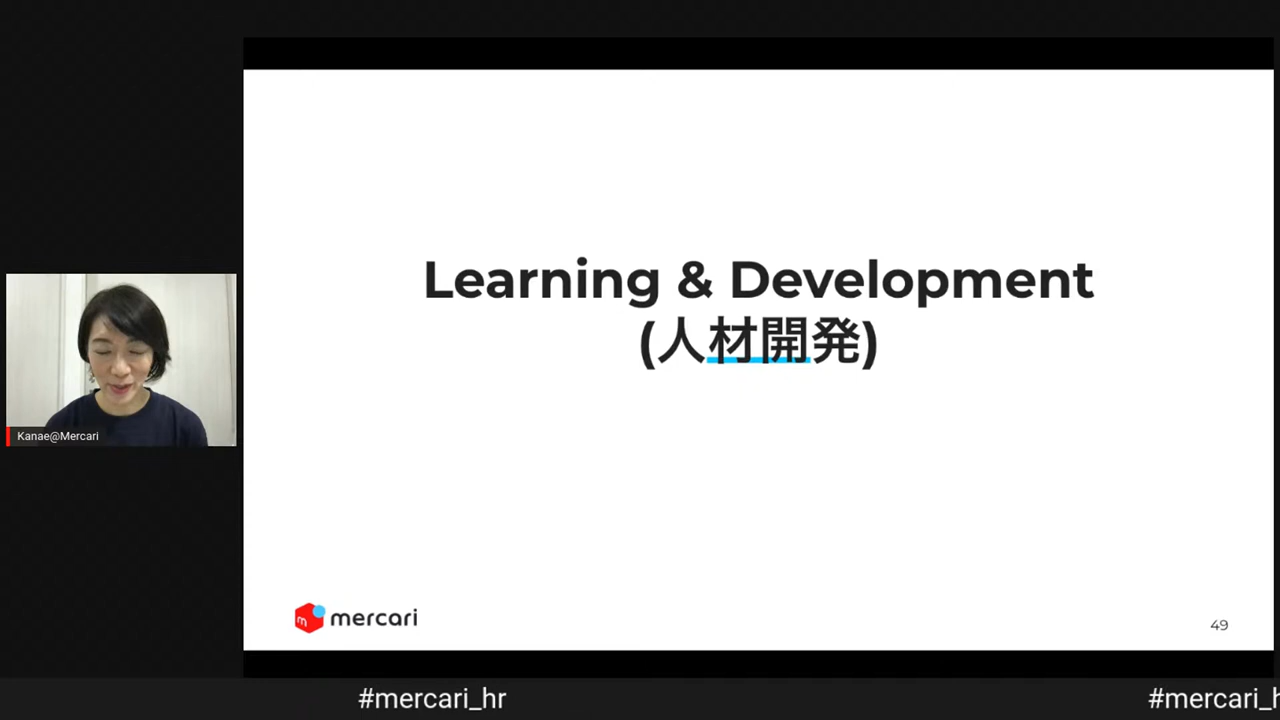 Learning & Development
(人材開発)
Kanae@Mercari
mercari
49
#mercari_hr
#mercari_h